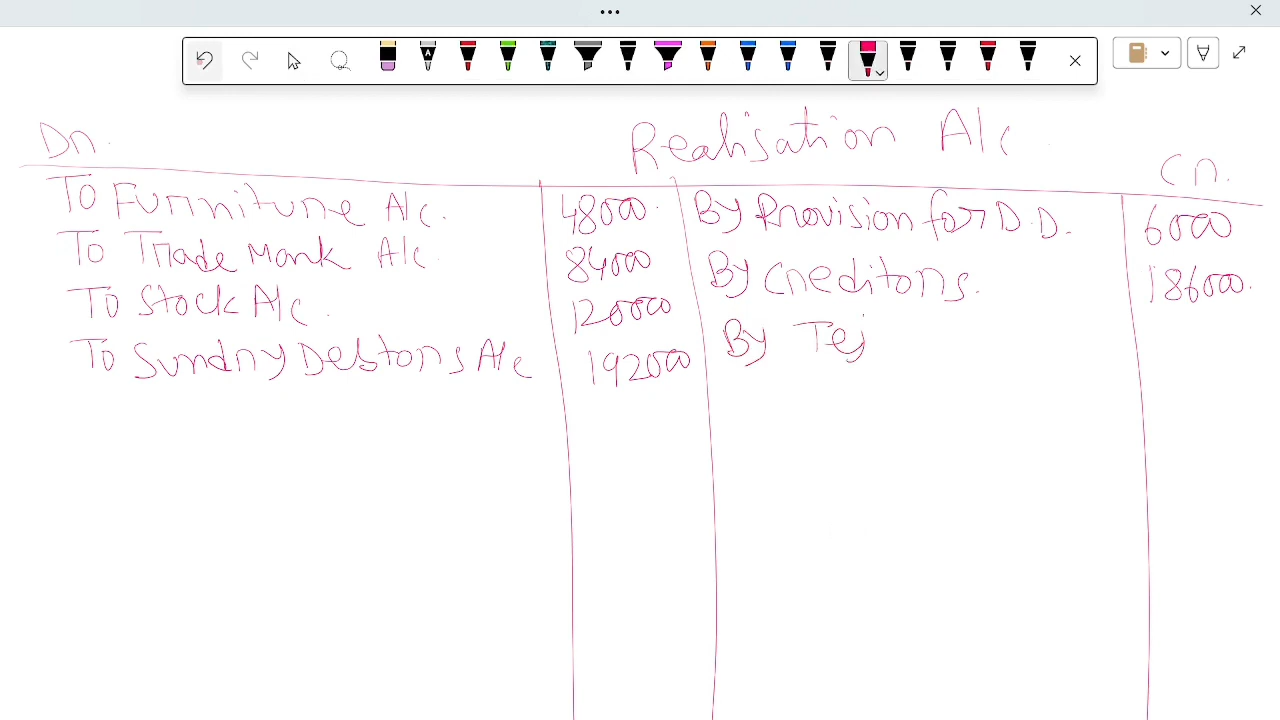 Dr.
Realisation A/c
Cr.
To Furniture A/c. 48000
By Provision for D.D. 6000
To Trade Mark A/c 84000
By Creditors. 186000.
To Stock A/c. 120000
By Tej
To Sundry Debtors A/c 192000